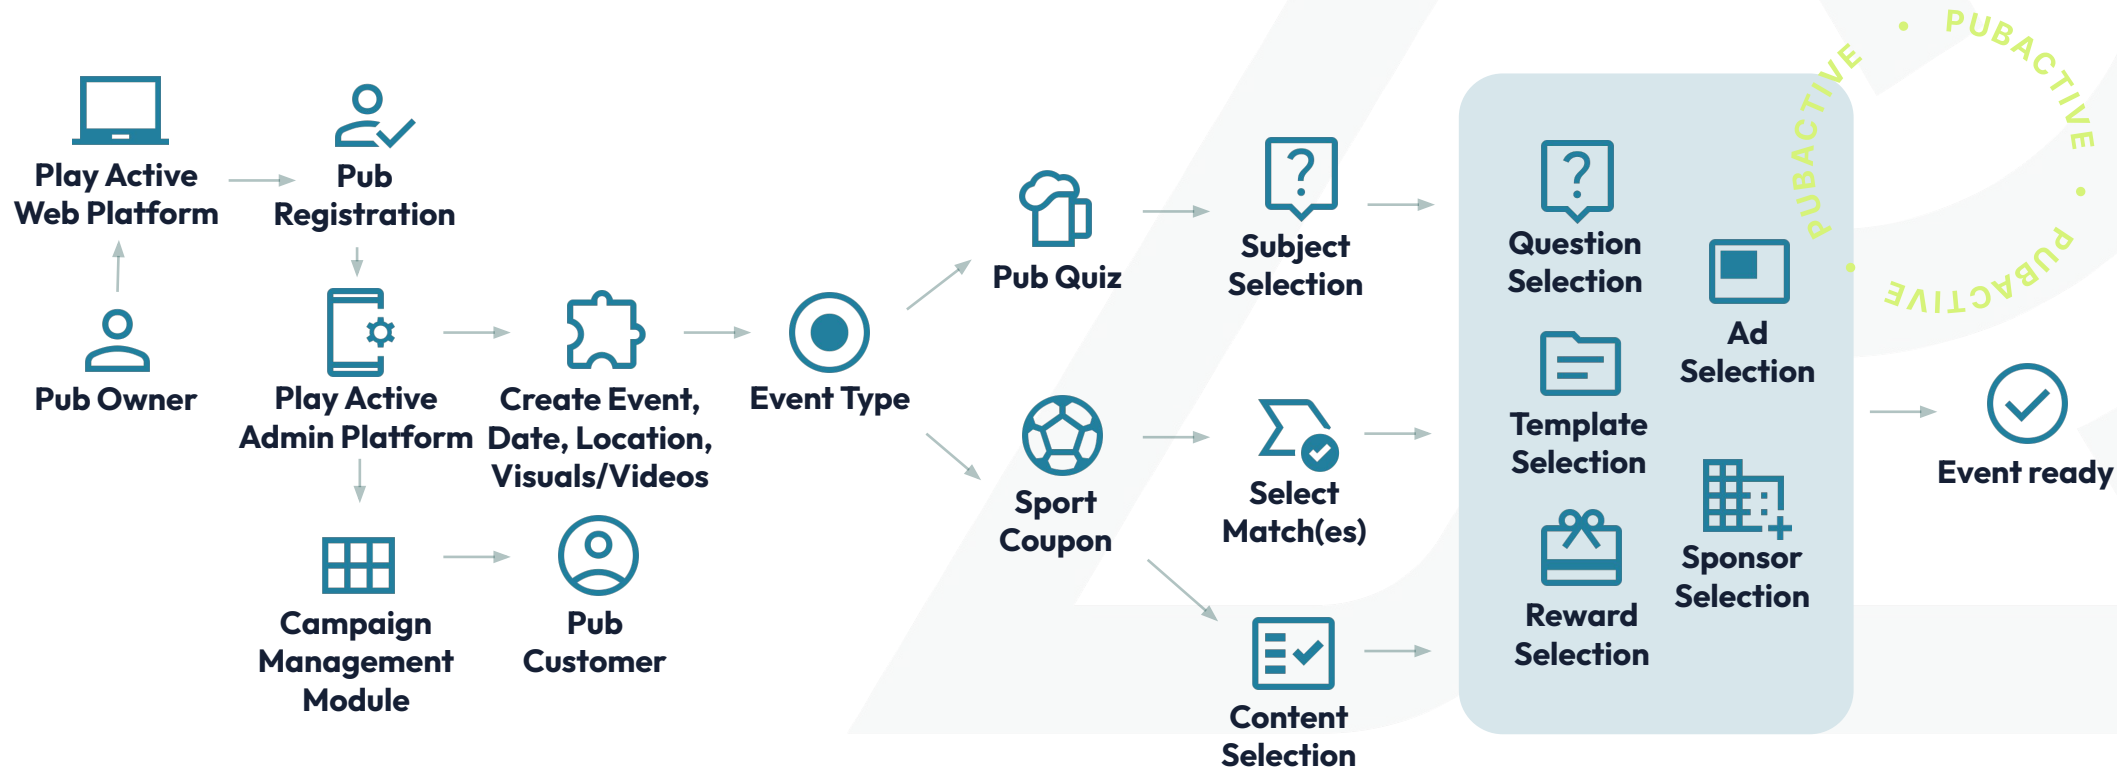 Play Active
Web Platform
Pub
Registration
Pub Owner
Play Active
Admin Platform
Create Event,
Date, Location,
Visuals/Videos
Event Type
Campaign
Management
Module
Pub
Customer
Pub Quiz
Sport
Coupon
Subject
Selection
Select
Match(es)
Content
Selection
Question
Selection
Template
Selection
Reward
Selection
Ad
Selection
Sponsor
Selection
Event ready
PUBACTIVE • PUBACTIVE • PUBACTIVE •